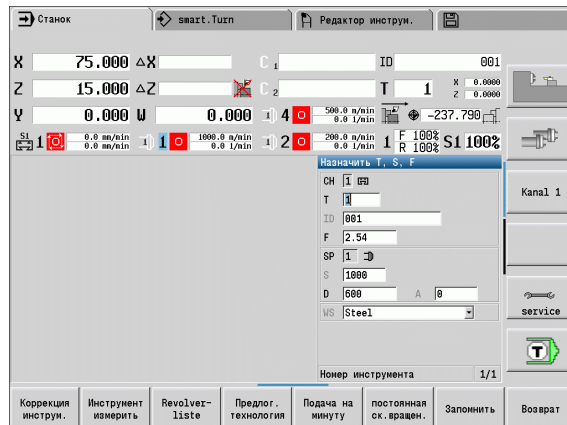 Станок smart.Turn Редактор инструм.
X 75.000 ΔX C 1 ID 001
Z 15.000 ΔZ C 2 T 1 X 0.0000 Z 0.0000
Y 0.000 W 0.000 4 500.0 m/min 0.0 1/min -237.790
S1 1 0.0 mm/min 0.0 mm/min 1 1000.0 m/min 0.0 1/min 2 200.0 m/min 0.0 1/min 1 F 100% R 100% S1 100%
Назначить T, S, F
CH 1
T 1
Kanal 1
ID 001
F 2.54
SP 1
S 1000
D 600 A 0
WS Steel
service
Номер инструмента 1/1
T
Коррекция инструм.
Инструмент измерить
Revolver-liste
Предлог. технология
Подача на минуту
постоянная ск.вращен.
Запомнить
Возврат